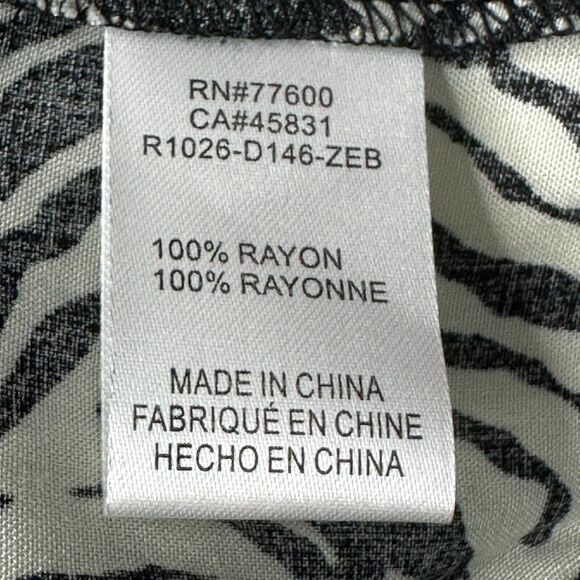 RN#77600
CA#45831
R1026-D146-ZEB
100% RAYON
100% RAYONNE
MADE IN CHINA
FABRIQUÉ EN CHINE
HECHO EN CHINA